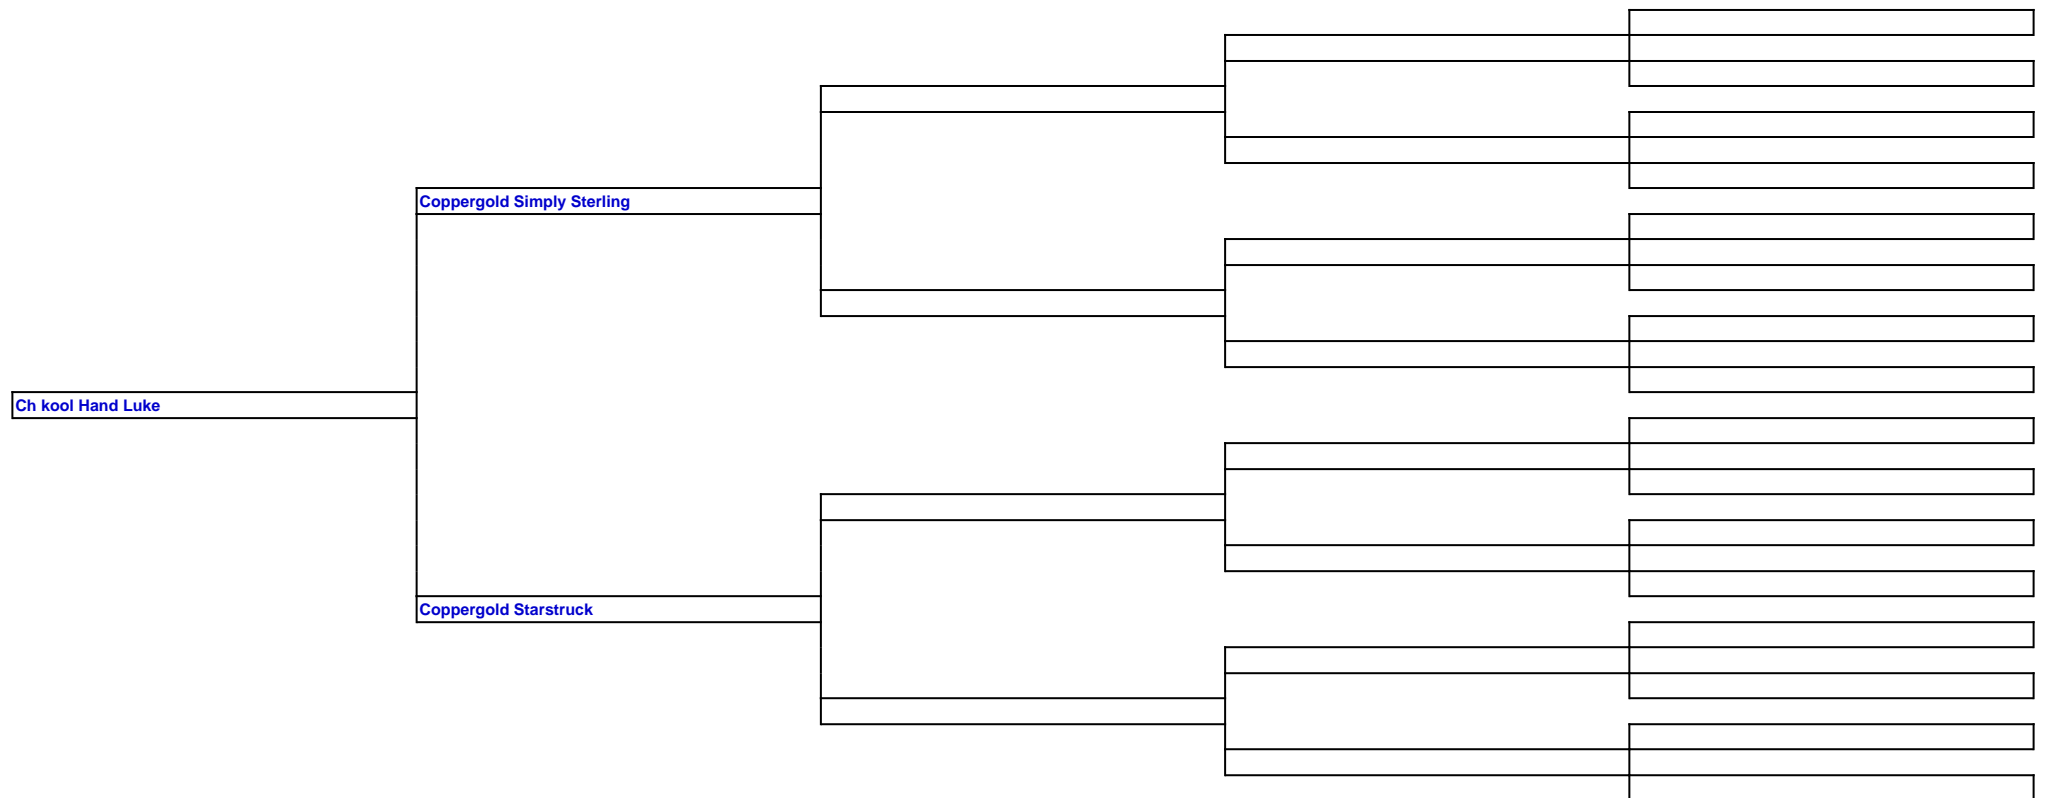 Coppergold Simply Sterling
Ch kool Hand Luke
Coppergold Starstruck